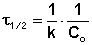 τ₁/₂ = 1/k · 1/Cₒ